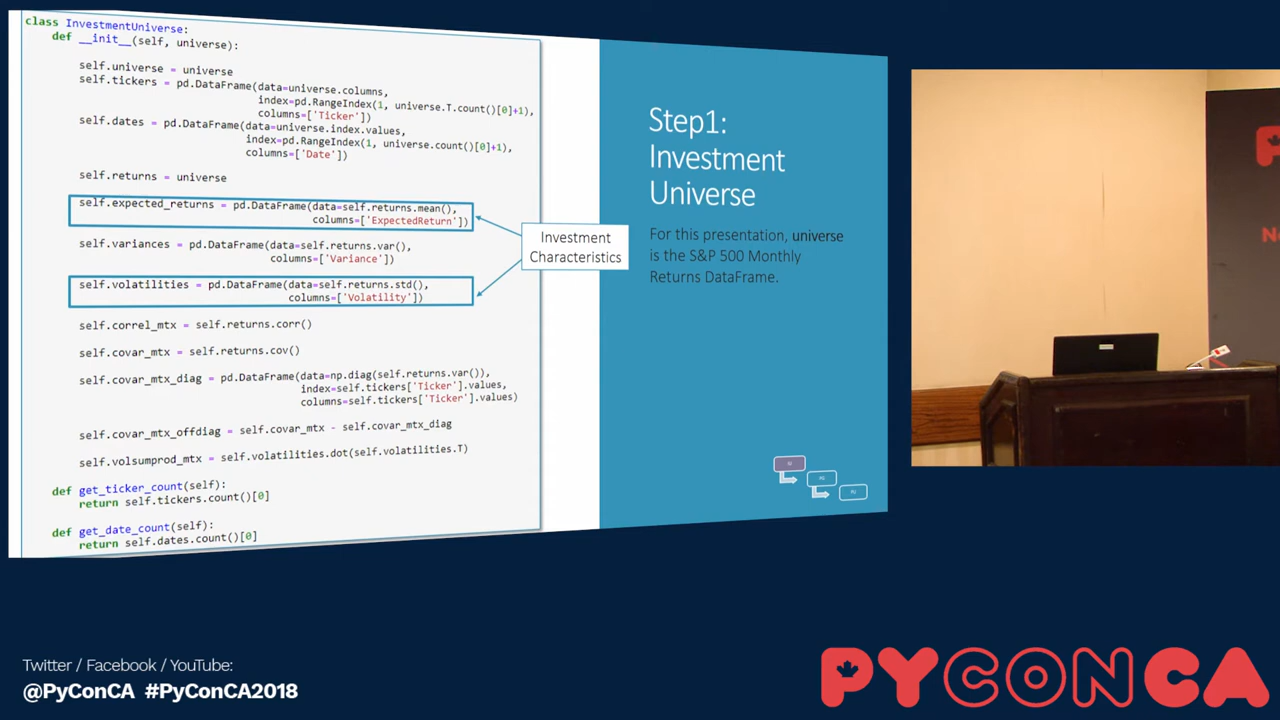 class InvestmentUniverse:
def __init__(self, universe):
self.universe = universe
self.tickers = pd.DataFrame(data=universe.columns,
index=pd.RangeIndex(1, universe.T.count()[0]+1),
columns=['Ticker'])
self.dates = pd.DataFrame(data=universe.index.values,
index=pd.RangeIndex(1, universe.count()[0]+1),
columns=['Date'])
self.returns = universe
self.expected_returns = pd.DataFrame(data=self.returns.mean(),
columns=['ExpectedReturn'])
self.variances = pd.DataFrame(data=self.returns.var(),
columns=['Variance'])
self.volatilities = pd.DataFrame(data=self.returns.std(),
columns=['Volatility'])
self.correl_mtx = self.returns.corr()
self.covar_mtx = self.returns.cov()
self.covar_mtx_diag = pd.DataFrame(data=np.diag(self.returns.var()),
index=self.tickers['Ticker'].values,
columns=self.tickers['Ticker'].values)
self.covar_mtx_offdiag = self.covar_mtx - self.covar_mtx_diag
self.volsumprod_mtx = self.volatilities.dot(self.volatilities.T)
def get_ticker_count(self):
return self.tickers.count()[0]
def get_date_count(self):
return self.dates.count()[0]
Investment
Characteristics
Step1:
Investment
Universe
For this presentation, universe
is the S&P 500 Monthly
Returns DataFrame.
Twitter / Facebook / YouTube:
@PyConCA #PyConCA2018
PYCONCA